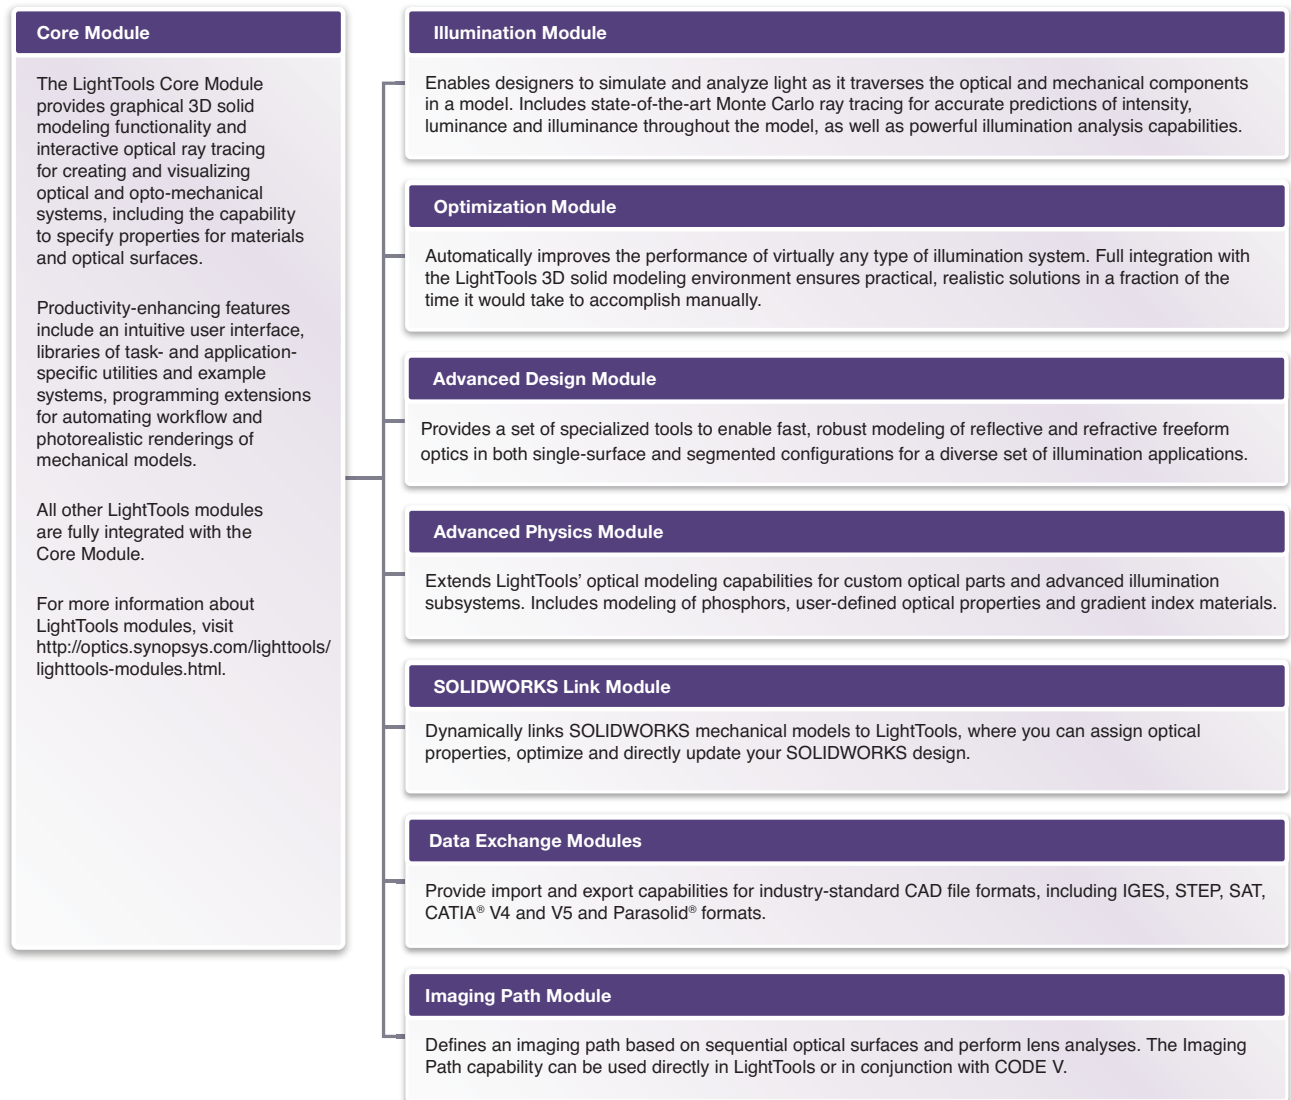 Core Module
The LightTools Core Module
provides graphical 3D solid
modeling functionality and
interactive optical ray tracing
for creating and visualizing
optical and opto-mechanical
systems, including the capability
to specify properties for materials
and optical surfaces.
Productivity-enhancing features
include an intuitive user interface,
libraries of task- and application-
specific utilities and example
systems, programming extensions
for automating workflow and
photorealistic renderings of
mechanical models.
All other LightTools modules
are fully integrated with the
Core Module.
For more information about
LightTools modules, visit
http://optics.synopsys.com/lighttools/
lighttools-modules.html.
Illumination Module
Enables designers to simulate and analyze light as it traverses the optical and mechanical components
in a model. Includes state-of-the-art Monte Carlo ray tracing for accurate predictions of intensity,
luminance and illuminance throughout the model, as well as powerful illumination analysis capabilities.
Optimization Module
Automatically improves the performance of virtually any type of illumination system. Full integration with
the LightTools 3D solid modeling environment ensures practical, realistic solutions in a fraction of the
time it would take to accomplish manually.
Advanced Design Module
Provides a set of specialized tools to enable fast, robust modeling of reflective and refractive freeform
optics in both single-surface and segmented configurations for a diverse set of illumination applications.
Advanced Physics Module
Extends LightTools’ optical modeling capabilities for custom optical parts and advanced illumination
subsystems. Includes modeling of phosphors, user-defined optical properties and gradient index materials.
SOLIDWORKS Link Module
Dynamically links SOLIDWORKS mechanical models to LightTools, where you can assign optical
properties, optimize and directly update your SOLIDWORKS design.
Data Exchange Modules
Provide import and export capabilities for industry-standard CAD file formats, including IGES, STEP, SAT,
CATIA® V4 and V5 and Parasolid® formats.
Imaging Path Module
Defines an imaging path based on sequential optical surfaces and perform lens analyses. The Imaging
Path capability can be used directly in LightTools or in conjunction with CODE V.